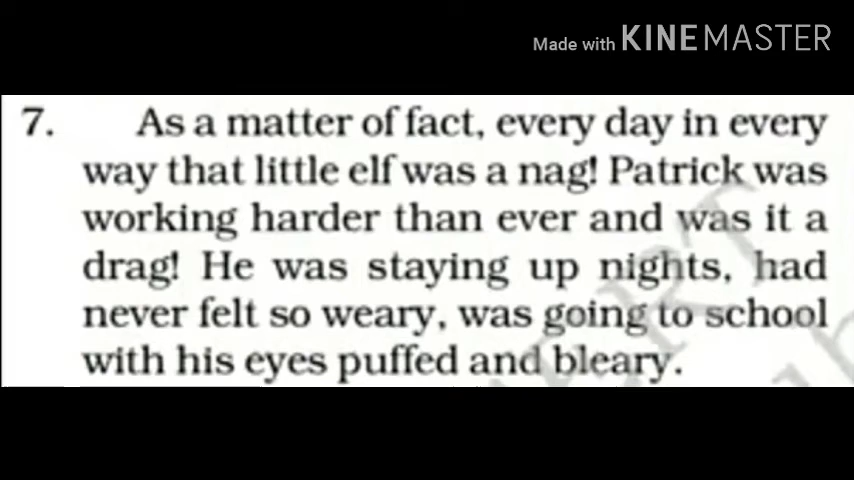 Made with KINEMASTER
7. As a matter of fact, every day in every
way that little elf was a nag! Patrick was
working harder than ever and was it a
drag! He was staying up nights, had
never felt so weary, was going to school
with his eyes puffed and bleary.